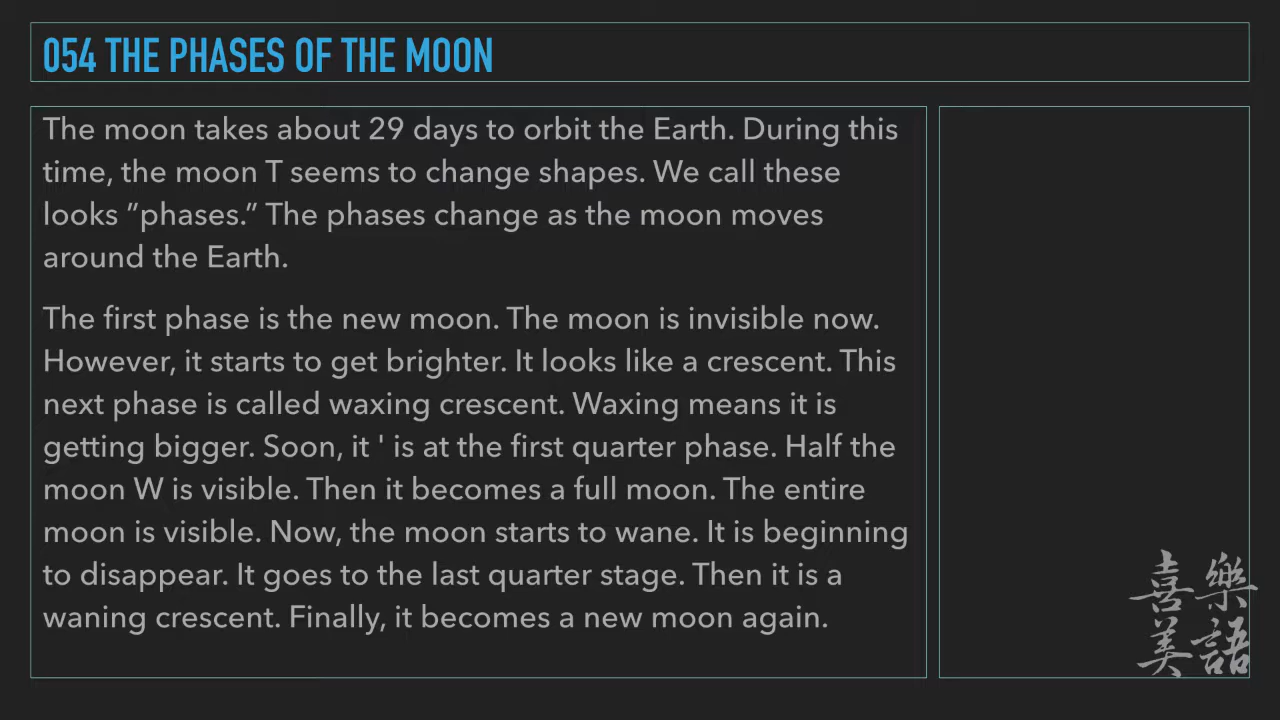 054 THE PHASES OF THE MOON
The moon takes about 29 days to orbit the Earth. During this
time, the moon T seems to change shapes. We call these
looks ”phases.” The phases change as the moon moves
around the Earth.
The first phase is the new moon. The moon is invisible now.
However, it starts to get brighter. It looks like a crescent. This
next phase is called waxing crescent. Waxing means it is
getting bigger. Soon, it ' is at the first quarter phase. Half the
moon W is visible. Then it becomes a full moon. The entire
moon is visible. Now, the moon starts to wane. It is beginning
to disappear. It goes to the last quarter stage. Then it is a
waning crescent. Finally, it becomes a new moon again.
喜樂
美語